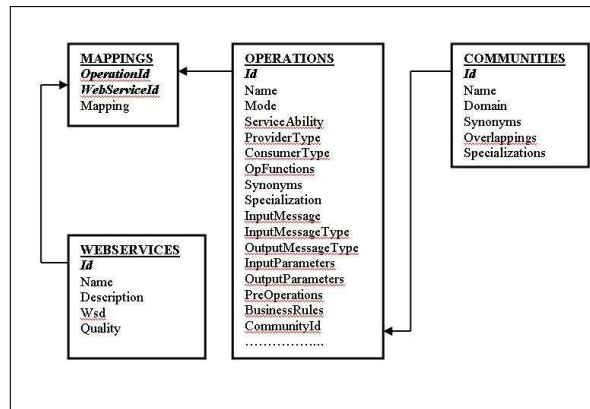 MAPPINGS
OperationId
WebServiceId
Mapping
OPERATIONS
Id
Name
Mode
ServiceAbility
ProviderType
ConsumerType
OpFunctions
Synonyms
Specialization
InputMessage
InputMessageType
OutputMessageType
InputParameters
OutputParameters
PreOperations
BusinessRules
CommunityId
...................
COMMUNITIES
Id
Name
Domain
Synonyms
Overlappings
Specializations
WEBSERVICES
Id
Name
Description
Wsd
Quality